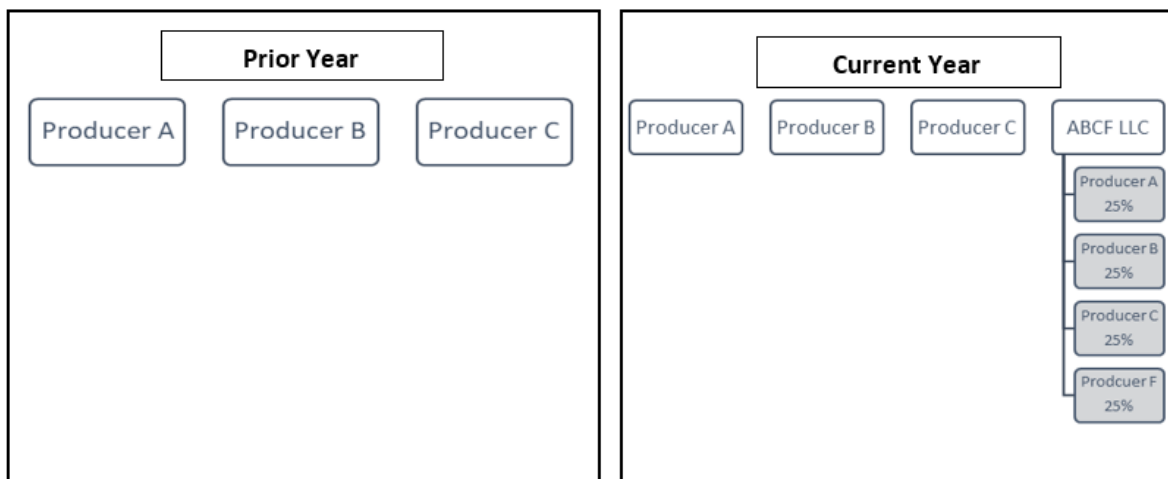 Prior Year
Producer A
Producer B
Producer C
Current Year
Producer A
Producer B
Producer C
ABCF LLC
Producer A
25%
Producer B
25%
Producer C
25%
Prodcuer F
25%